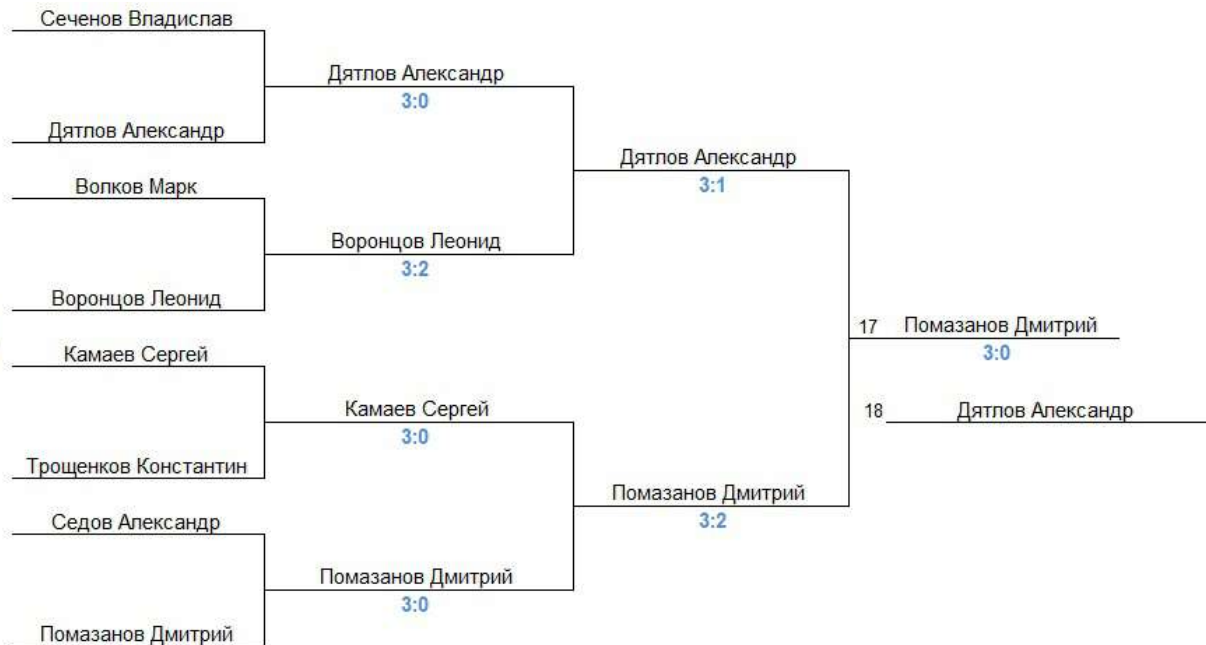 Сеченов Владислав
Дятлов Александр
3:0
Дятлов Александр
Дятлов Александр
3:1
Волков Марк
Воронцов Леонид
3:2
Воронцов Леонид
17 Помазанов Дмитрий
3:0
Камаев Сергей
Камаев Сергей
3:0
18 Дятлов Александр
Трощенков Константин
Помазанов Дмитрий
3:2
Седов Александр
Помазанов Дмитрий
3:0
Помазанов Дмитрий